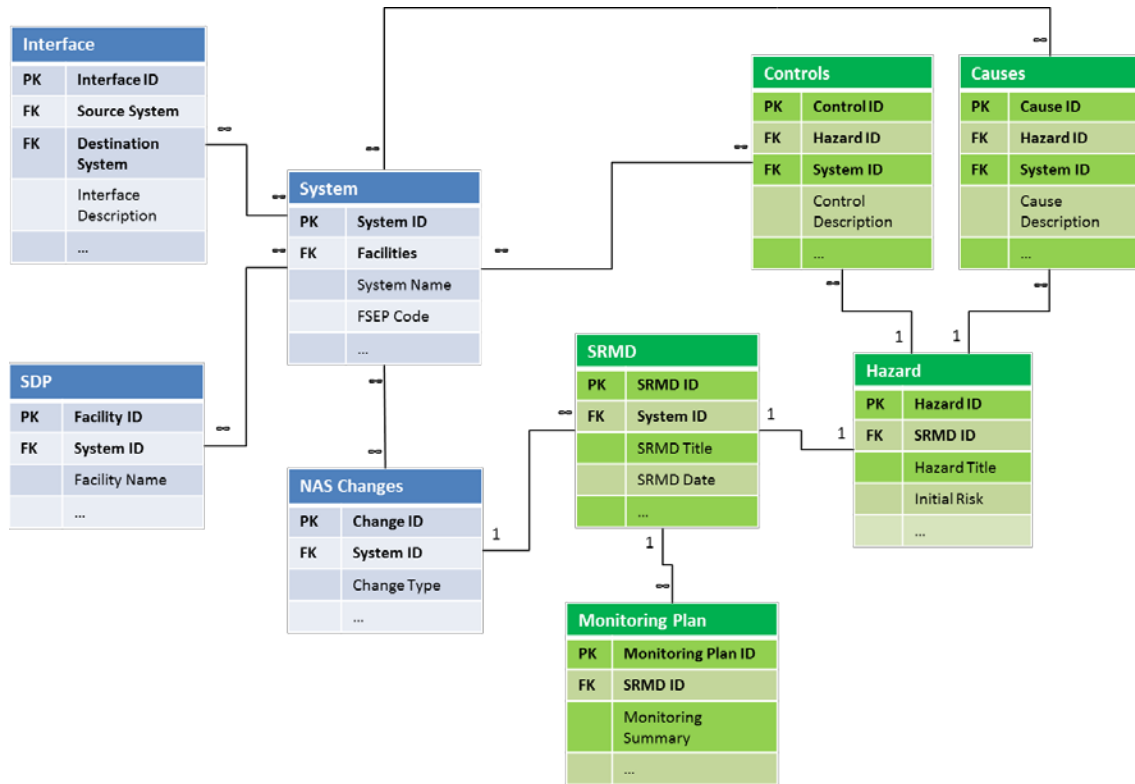 Interface
PK Interface ID
FK Source System
FK Destination
System
Interface
Description
...
SDP
PK Facility ID
FK System ID
Facility Name
...
System
PK System ID
FK Facilities
System Name
FSEP Code
...
NAS Changes
PK Change ID
FK System ID
Change Type
...
Controls
PK Control ID
FK Hazard ID
FK System ID
Control
Description
...
Causes
PK Cause ID
FK Hazard ID
FK System ID
Cause
Description
...
SRMD
PK SRMD ID
FK System ID
SRMD Title
SRMD Date
...
Hazard
PK Hazard ID
FK SRMD ID
Hazard Title
Initial Risk
...
Monitoring Plan
PK Monitoring Plan ID
FK SRMD ID
Monitoring
Summary
...
∞
∞
∞
∞
∞
∞
∞
∞
∞
∞
∞
∞
1
1
∞
1
1
1
1
∞